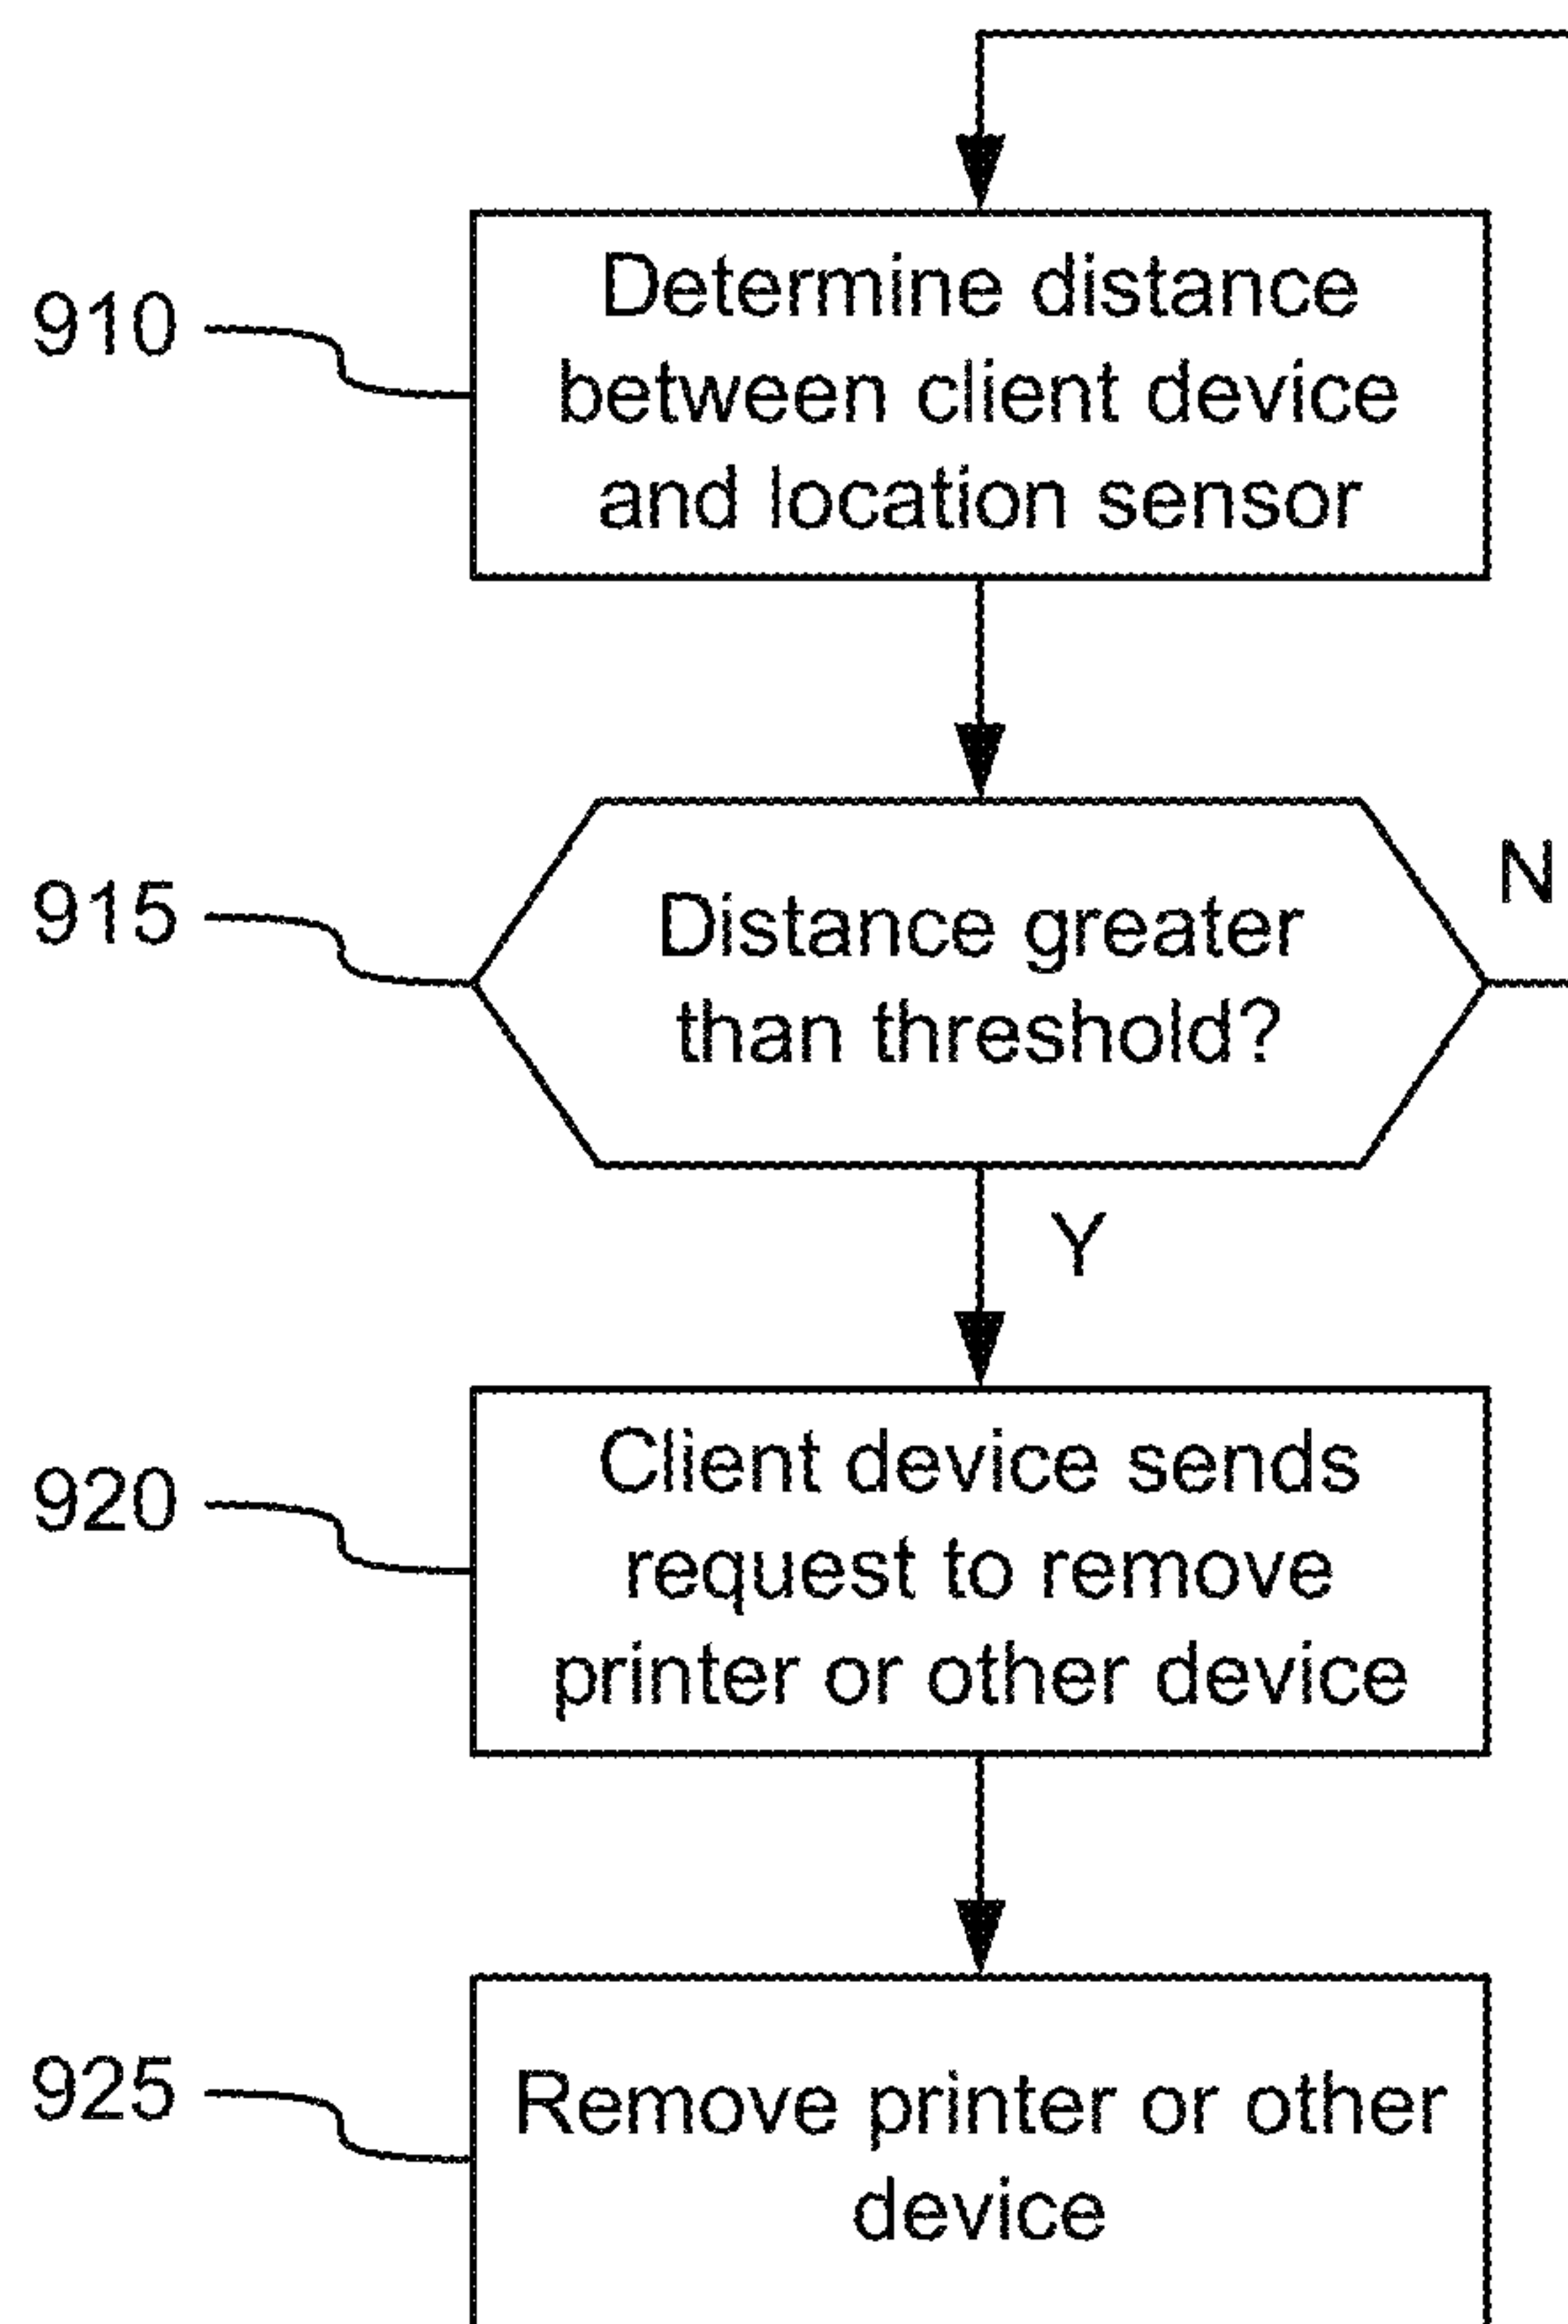 910
Determine distance
between client device
and location sensor
915
Distance greater
than threshold?
N
Y
920
Client device sends
request to remove
printer or other device
925
Remove printer or other
device